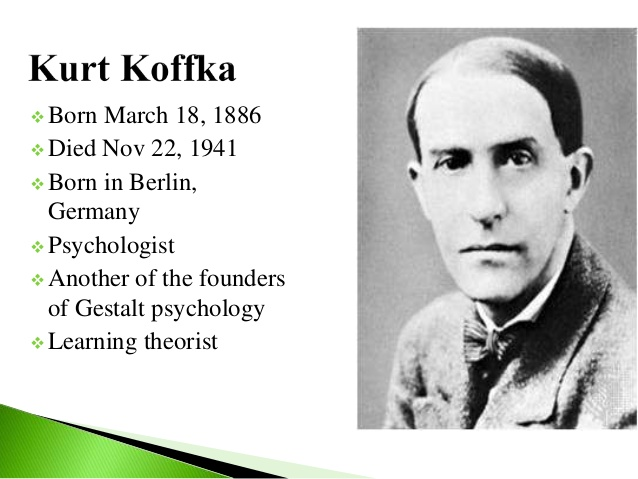 Kurt Koffka
Born March 18, 1886
Died Nov 22, 1941
Born in Berlin,
Germany
Psychologist
Another of the founders
of Gestalt psychology
Learning theorist